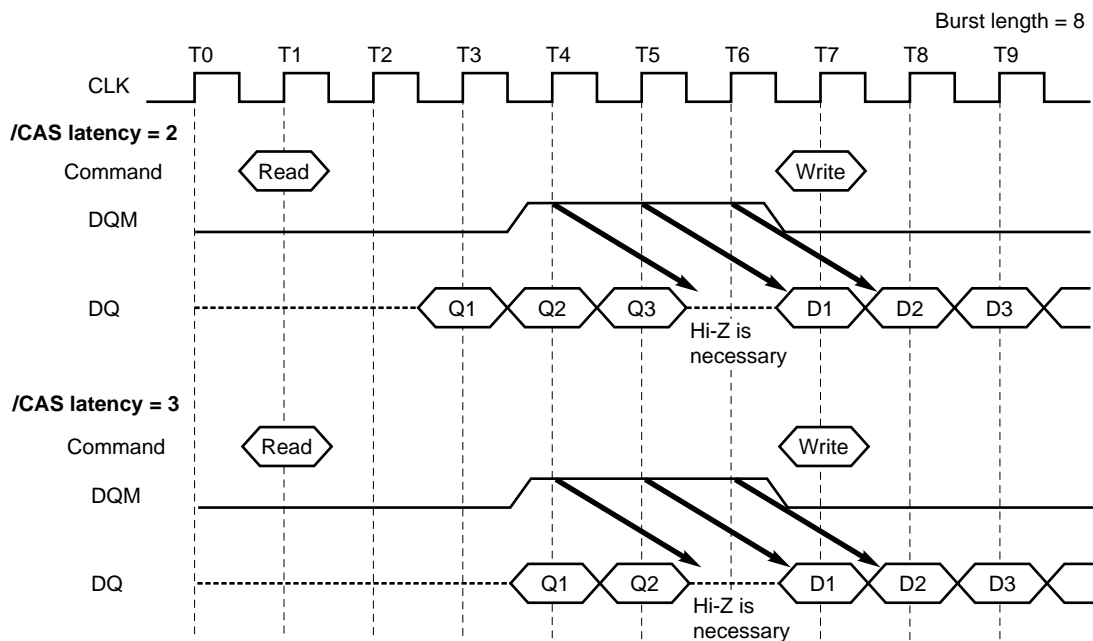 Burst length = 8
T0 T1 T2 T3 T4 T5 T6 T7 T8 T9
CLK
/CAS latency = 2
Command Read Write
DQM
DQ Q1 Q2 Q3 D1 D2 D3
Hi-Z is
necessary
/CAS latency = 3
Command Read Write
DQM
DQ Q1 Q2 D1 D2 D3
Hi-Z is
necessary